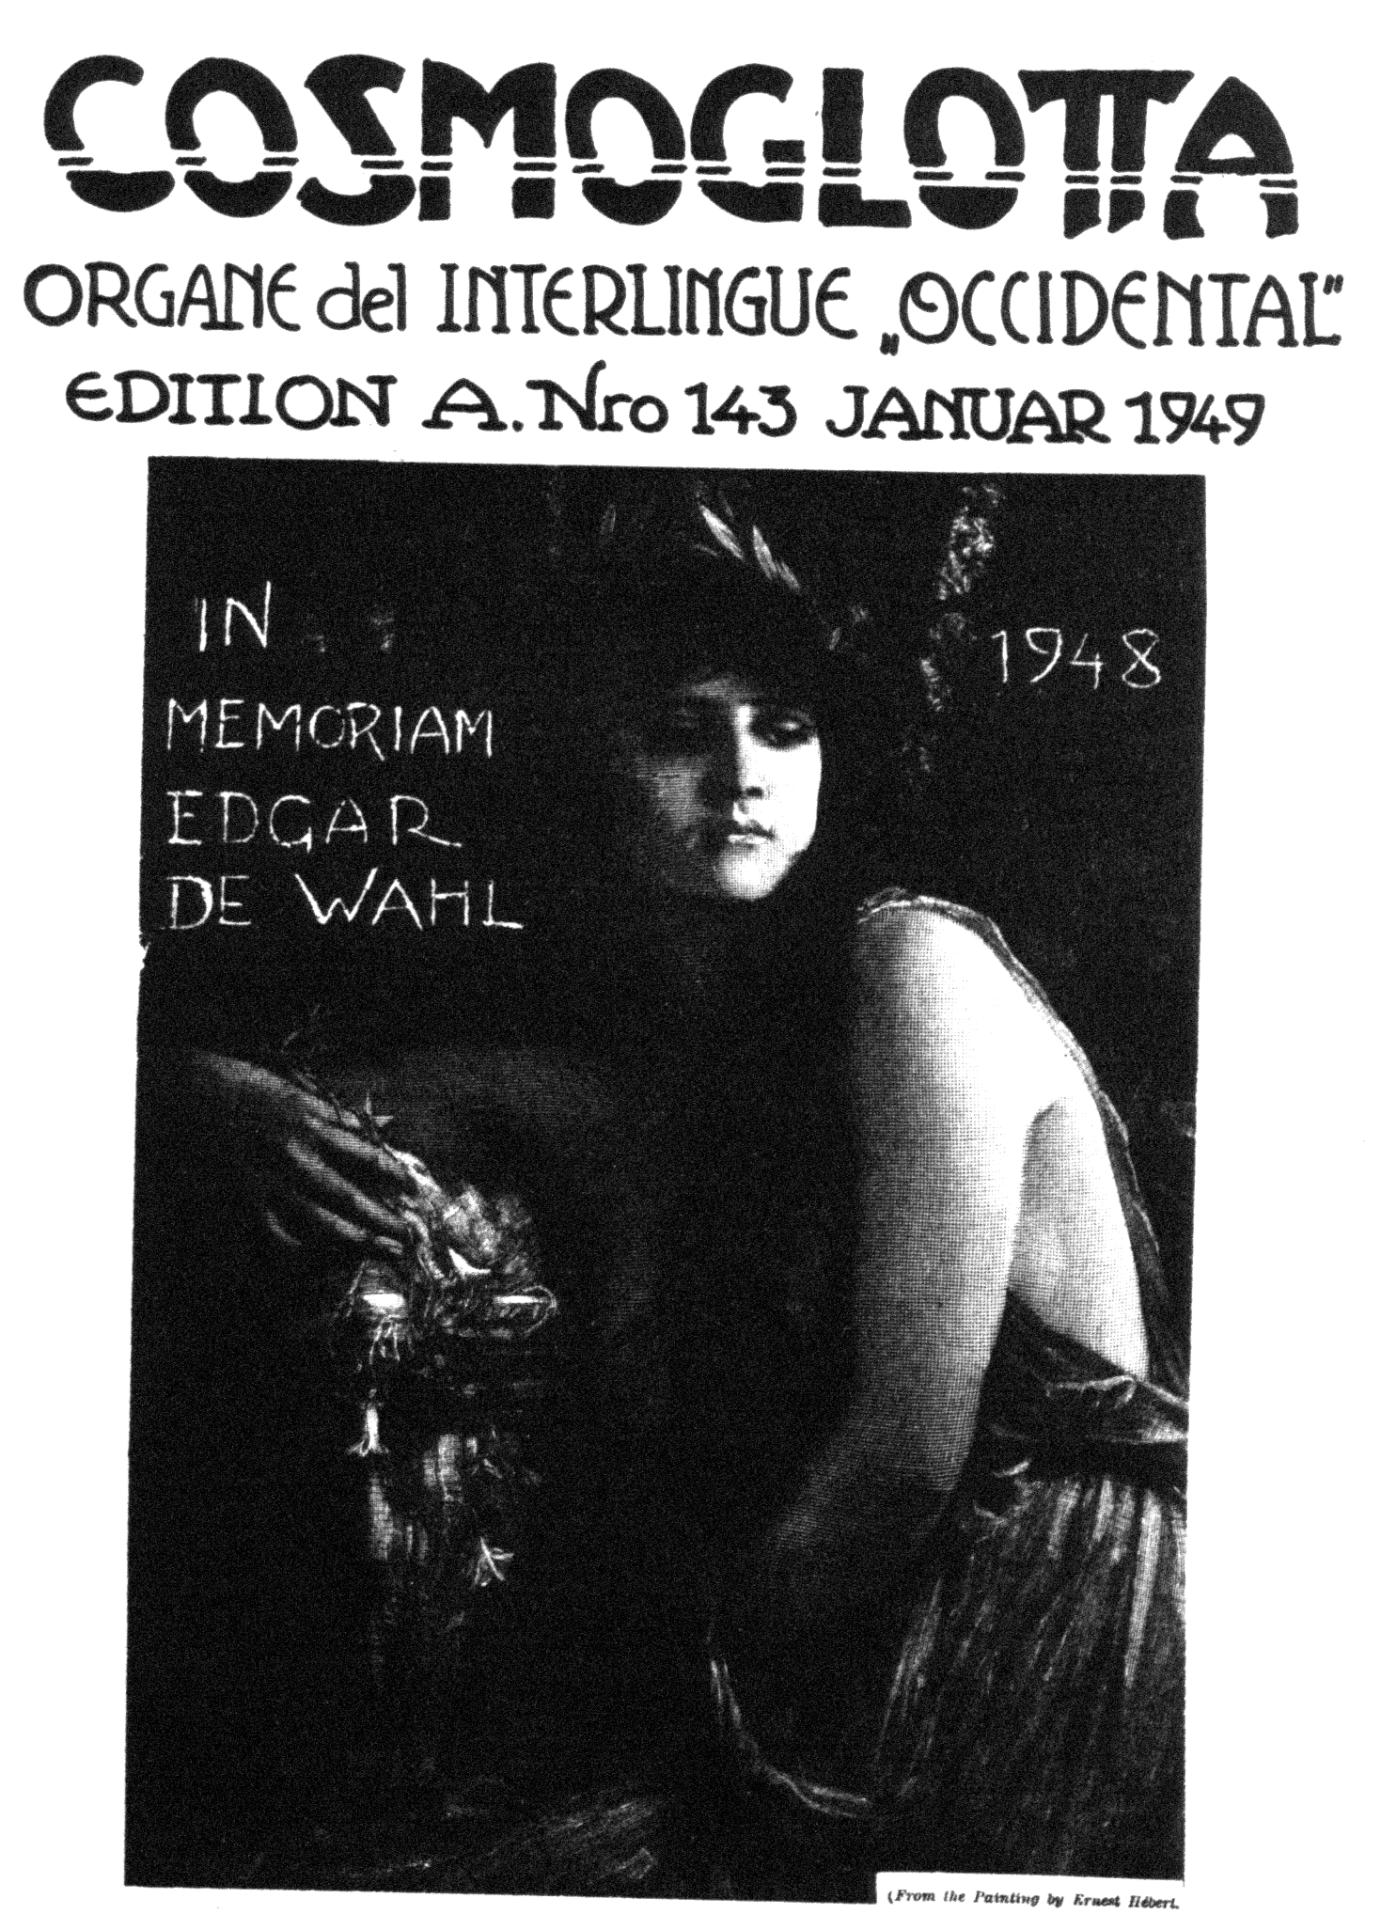 COSMOGLOTTA
ORGANE del INTERLINGUE „OCCIDENTAL"
EDITION A. Nro 143 JANUAR 1949
IN
MEMORIAM
EDGAR
DE WAHL
1948
(From the Painting by Ernest Hébert.